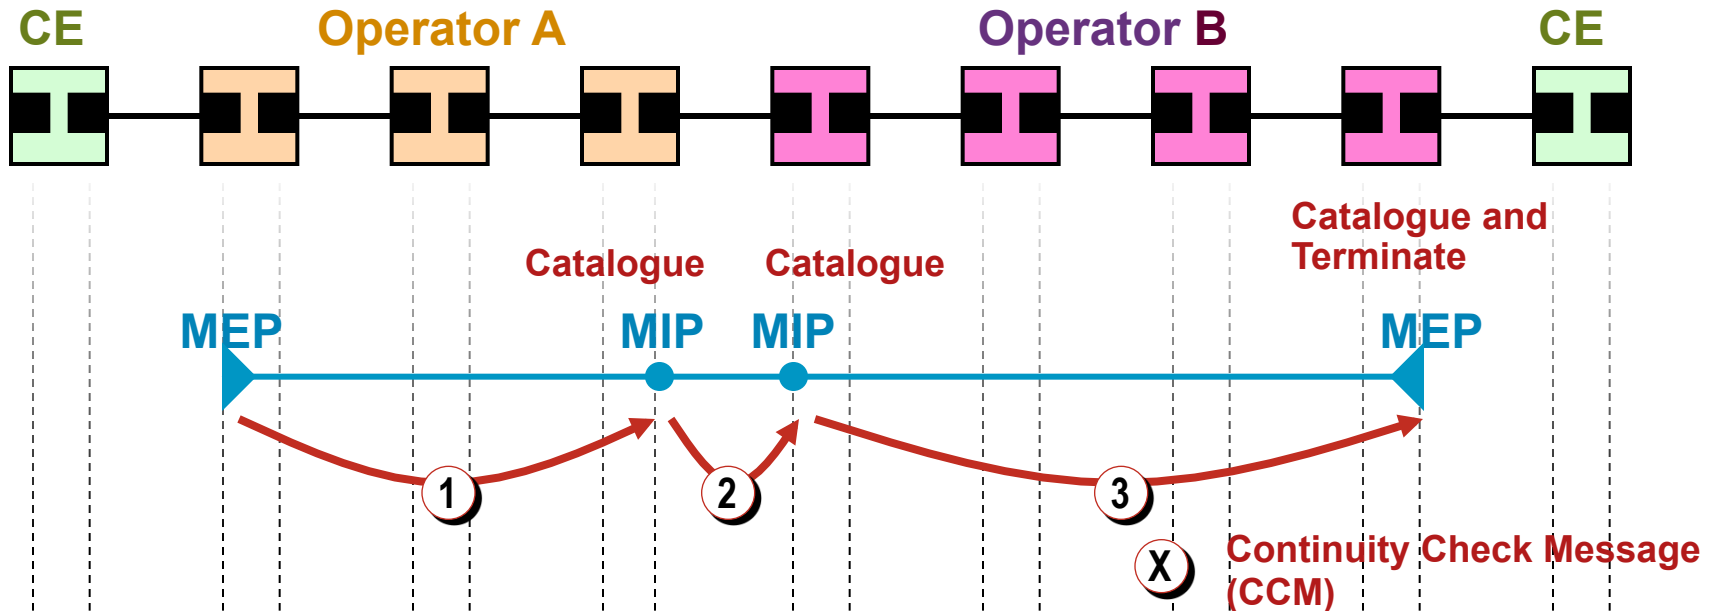 CE
Operator A
Operator B
CE
Catalogue and
Terminate
Catalogue
Catalogue
MEP
MIP
MIP
MEP
1
2
3
X
Continuity Check Message
(CCM)